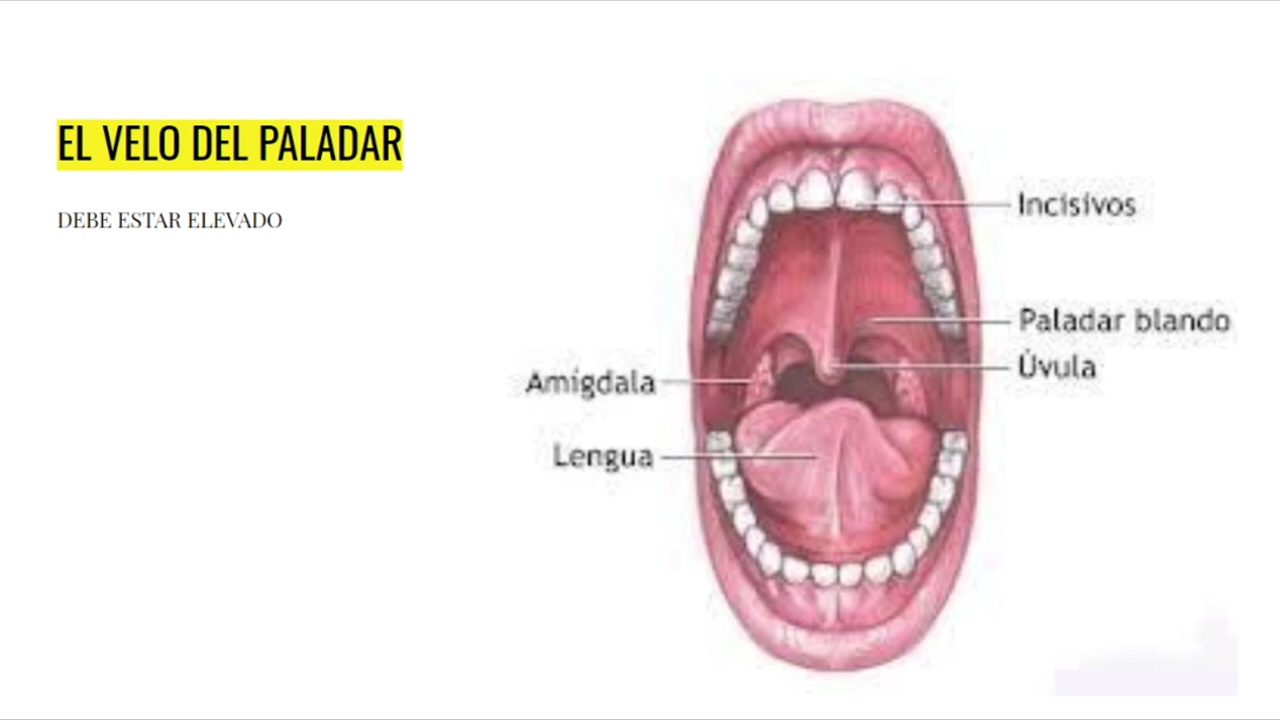 EL VELO DEL PALADAR
DEBE ESTAR ELEVADO
Incisivos
Paladar blando
Úvula
Amígdala
Lengua